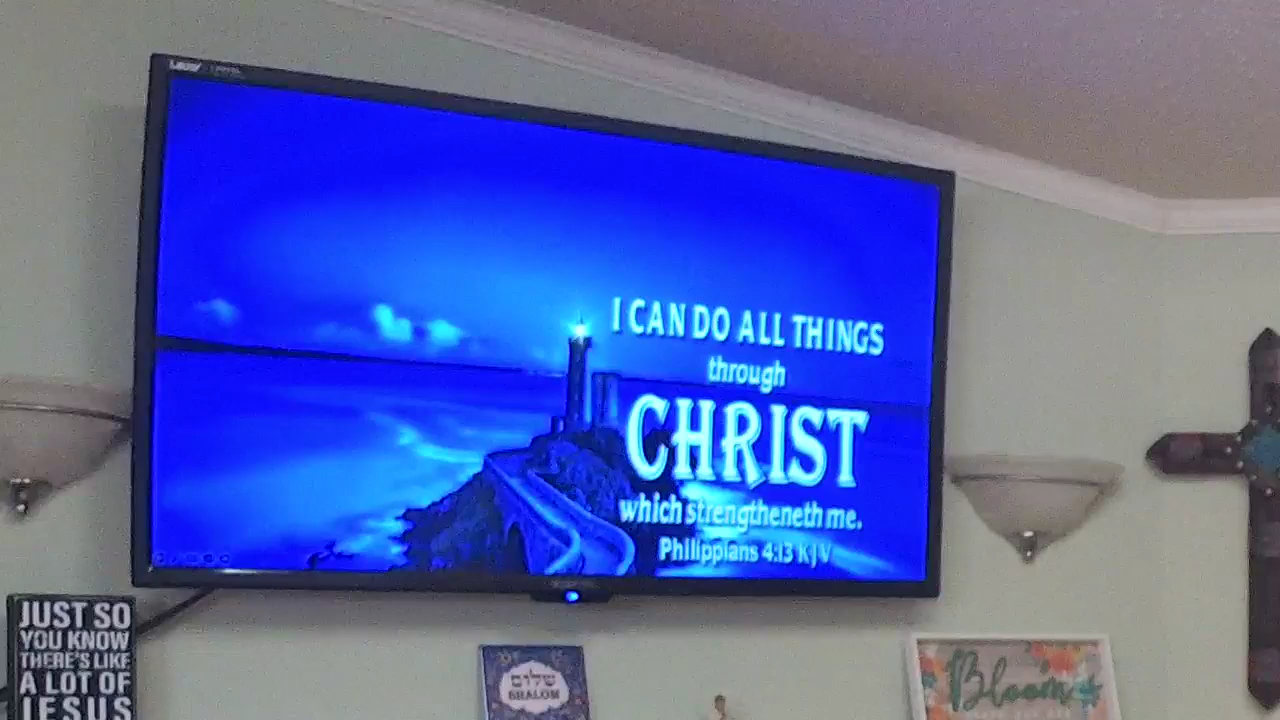 I CAN DO ALL THINGS
through
CHRIST
which strengtheneth me.
Philippians 4:13 KJV
JUST SO
YOU KNOW
THERE'S LIKE
A LOT OF
JESUS
שלום
SHALOM
Bloom